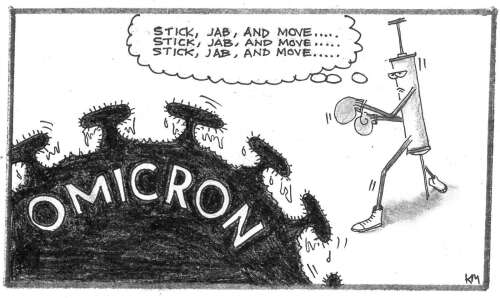 STICK, JAB, AND MOVE.....
STICK, JAB, AND MOVE.....
STICK, JAB, AND MOVE.....
OMICRON
KM